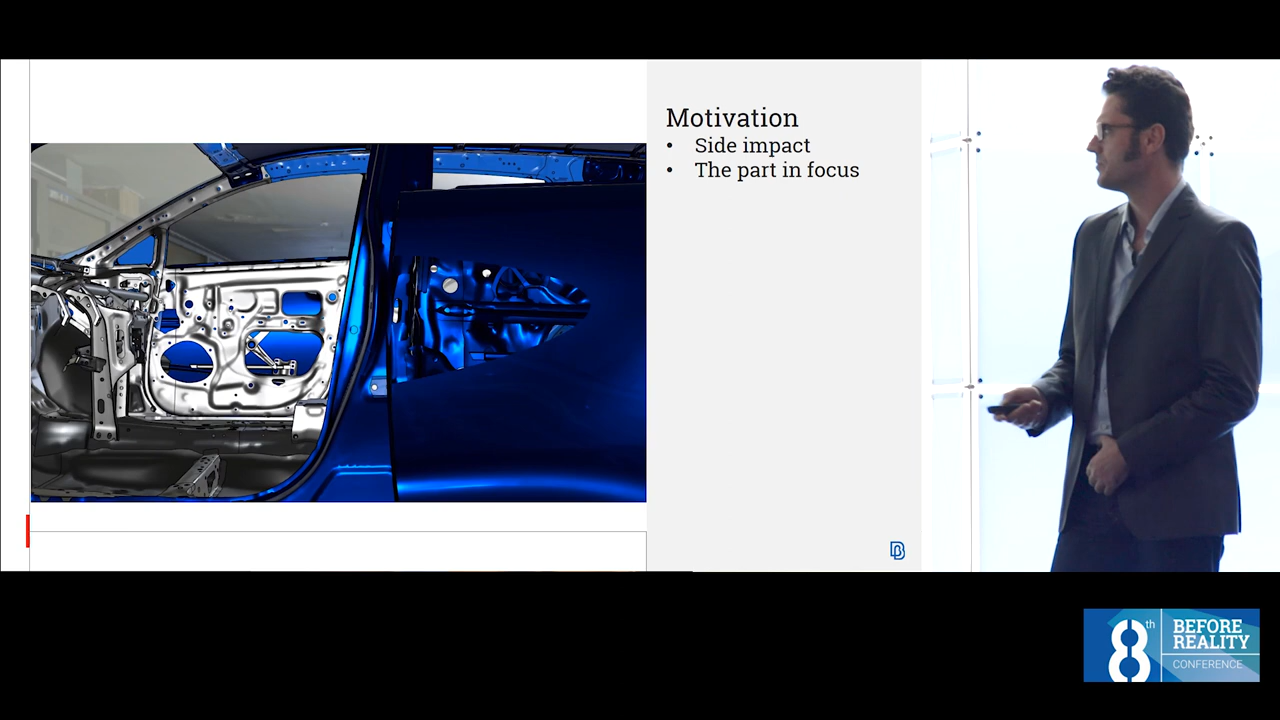 Motivation
• Side impact
• The part in focus
8th
BEFORE
REALITY
CONFERENCE